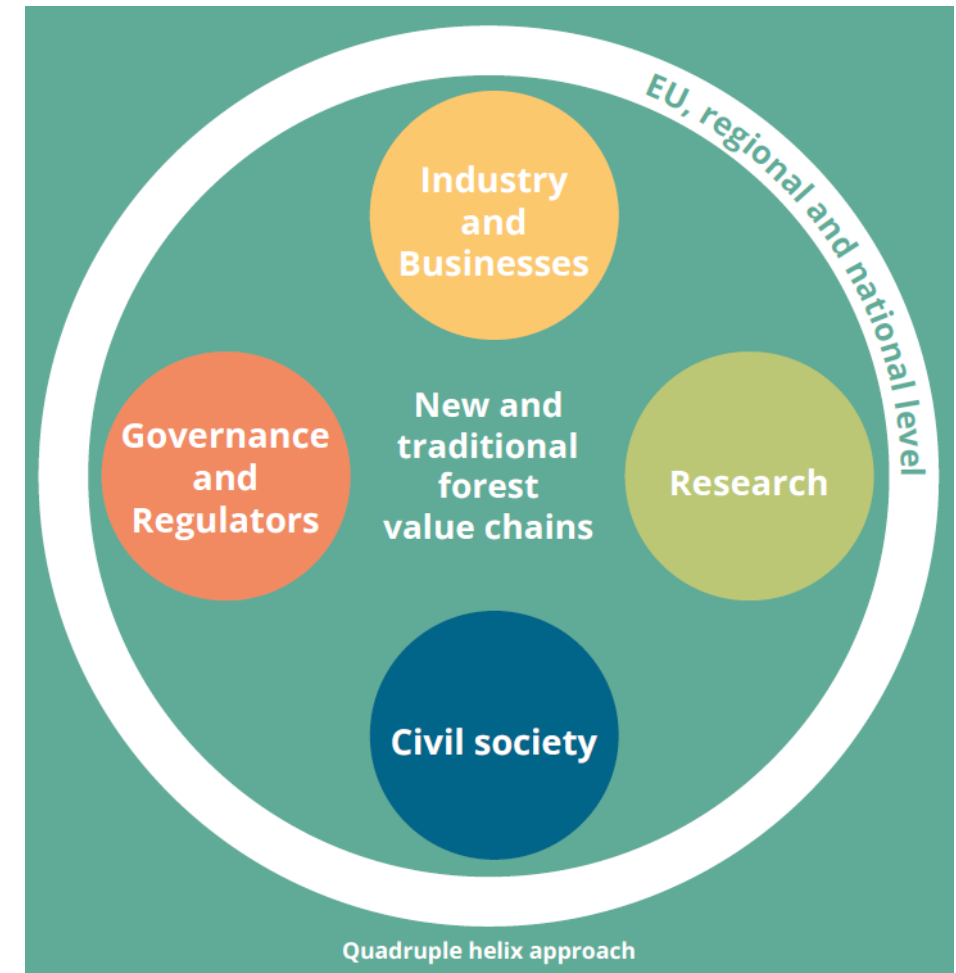 EU, regional and national level
Industry
and
Businesses
Governance
and
Regulators
New and
traditional
forest
value chains
Research
Civil society
Quadruple helix approach